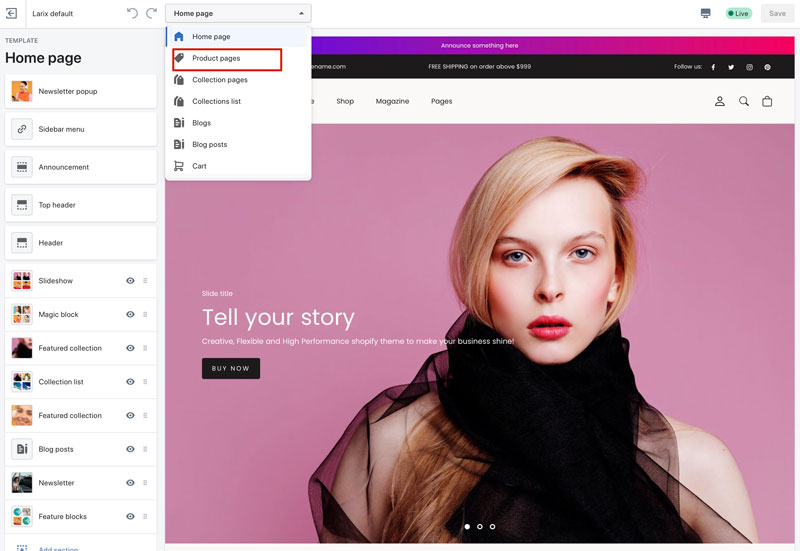 Larix default
Home page
Live
Save
TEMPLATE
Home page
Newsletter popup
Sidebar menu
Announcement
Top header
Header
Slideshow
Magic block
Featured collection
Collection list
Featured collection
Blog posts
Newsletter
Feature blocks
Add section
Home page
Product pages
Collection pages
Collections list
Blogs
Blog posts
Cart
Announce something here
FREE SHIPPING on order above $999
Follow us:
Shop
Magazine
Pages
Slide title
Tell your story
Creative, Flexible and High Performance shopify theme to make your business shine!
BUY NOW